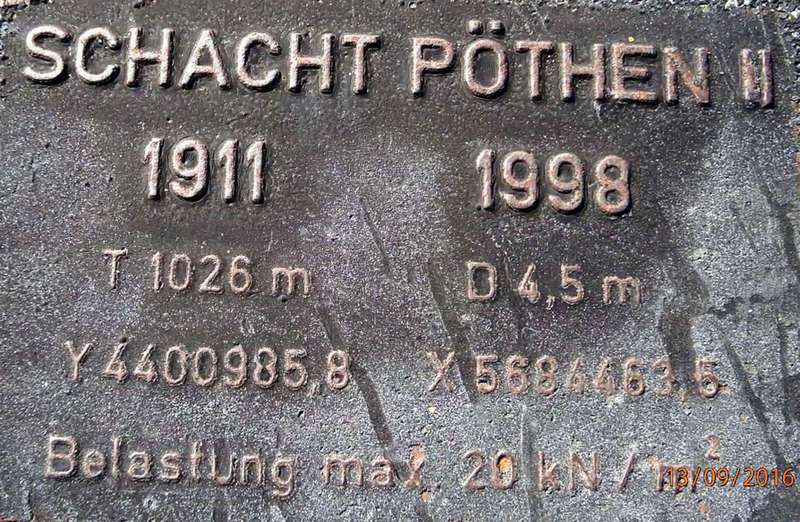 SCHACHT PÖTHEN II
1911 1998
T 1026 m D 4,5 m
Y 4400985,8 X 5684463,5
Belastung max. 20 kN/m²
13/09/2016